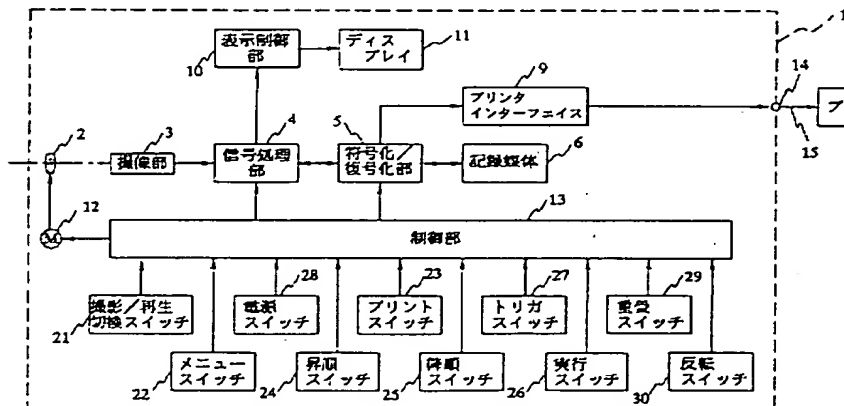 表示制御
部
10
ディス
プレイ
11
1
9
プリンタ
インターフェイス
14
15
プ
2
3
撮像部
4
信号処理
部
5
符号化/
復号化部
6
記録媒体
12
M
13
制御部
21
撮影/再生
切換スイッチ
28
電源
スイッチ
23
プリント
スイッチ
27
トリガ
スイッチ
29
重畳
スイッチ
22
メニュー
スイッチ
24
昇順
スイッチ
25
降順
スイッチ
26
実行
スイッチ
30
反転
スイッチ